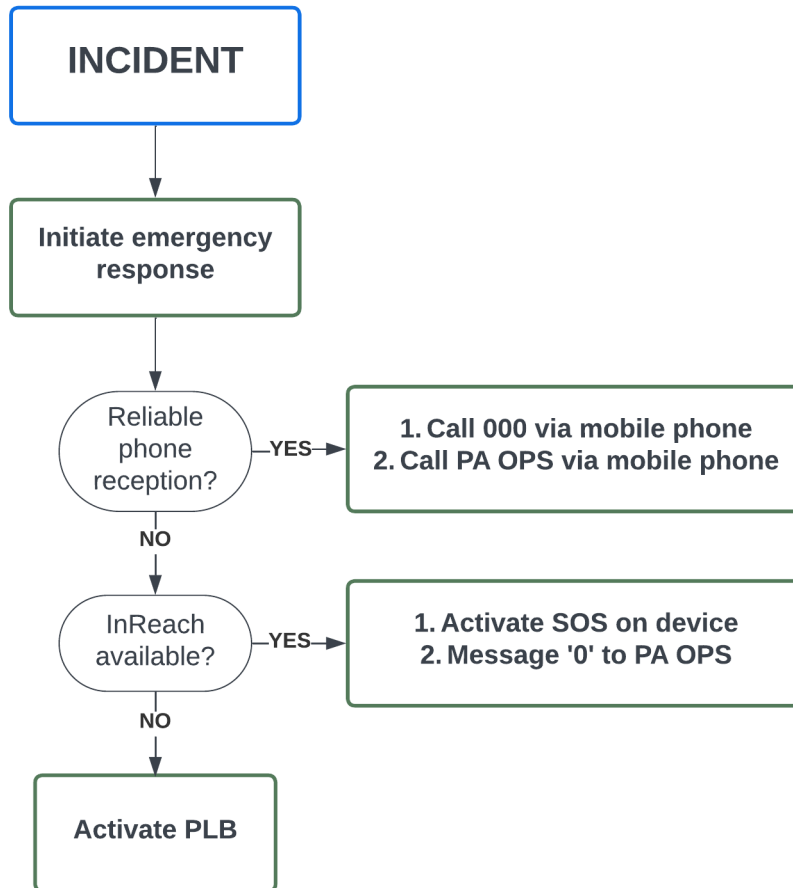 INCIDENT
Initiate emergency
response
Reliable
phone
reception?
YES
1. Call 000 via mobile phone
2. Call PA OPS via mobile phone
NO
InReach
available?
YES
1. Activate SOS on device
2. Message '0' to PA OPS
NO
Activate PLB